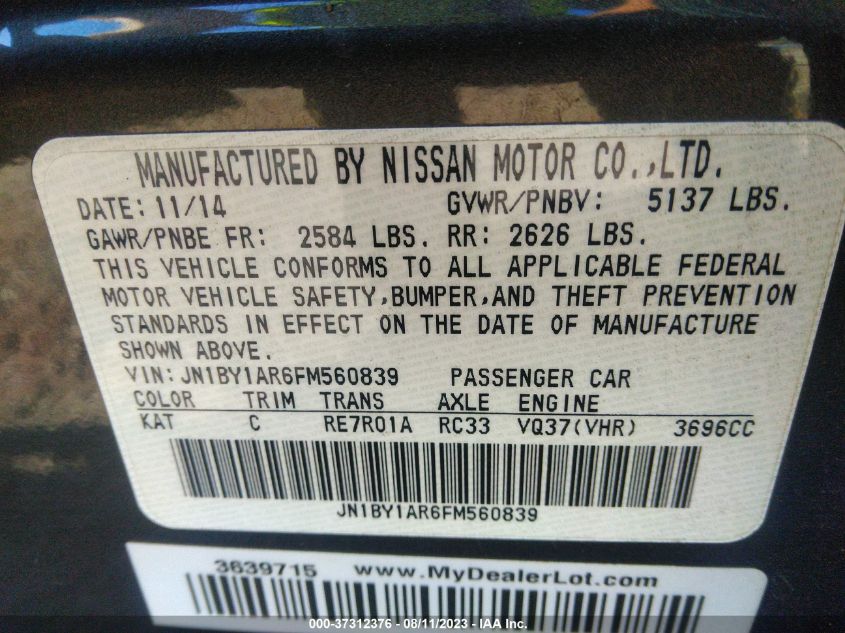 MANUFACTURED BY NISSAN MOTOR CO.,LTD.
DATE: 11/14 GVWR/PNBV: 5137 LBS.
GAWR/PNBE FR: 2584 LBS. RR: 2626 LBS.
THIS VEHICLE CONFORMS TO ALL APPLICABLE FEDERAL
MOTOR VEHICLE SAFETY,BUMPER,AND THEFT PREVENTION
STANDARDS IN EFFECT ON THE DATE OF MANUFACTURE
SHOWN ABOVE.
VIN:JN1BY1AR6FM560839 PASSENGER CAR
COLOR TRIM TRANS AXLE ENGINE
KAT C RE7R01A RC33 VQ37(VHR) 3696CC
JN1BY1AR6FM560839
3639715 www.MyDealerLot.com
000-37312376 - 08/11/2023 - IAA Inc.